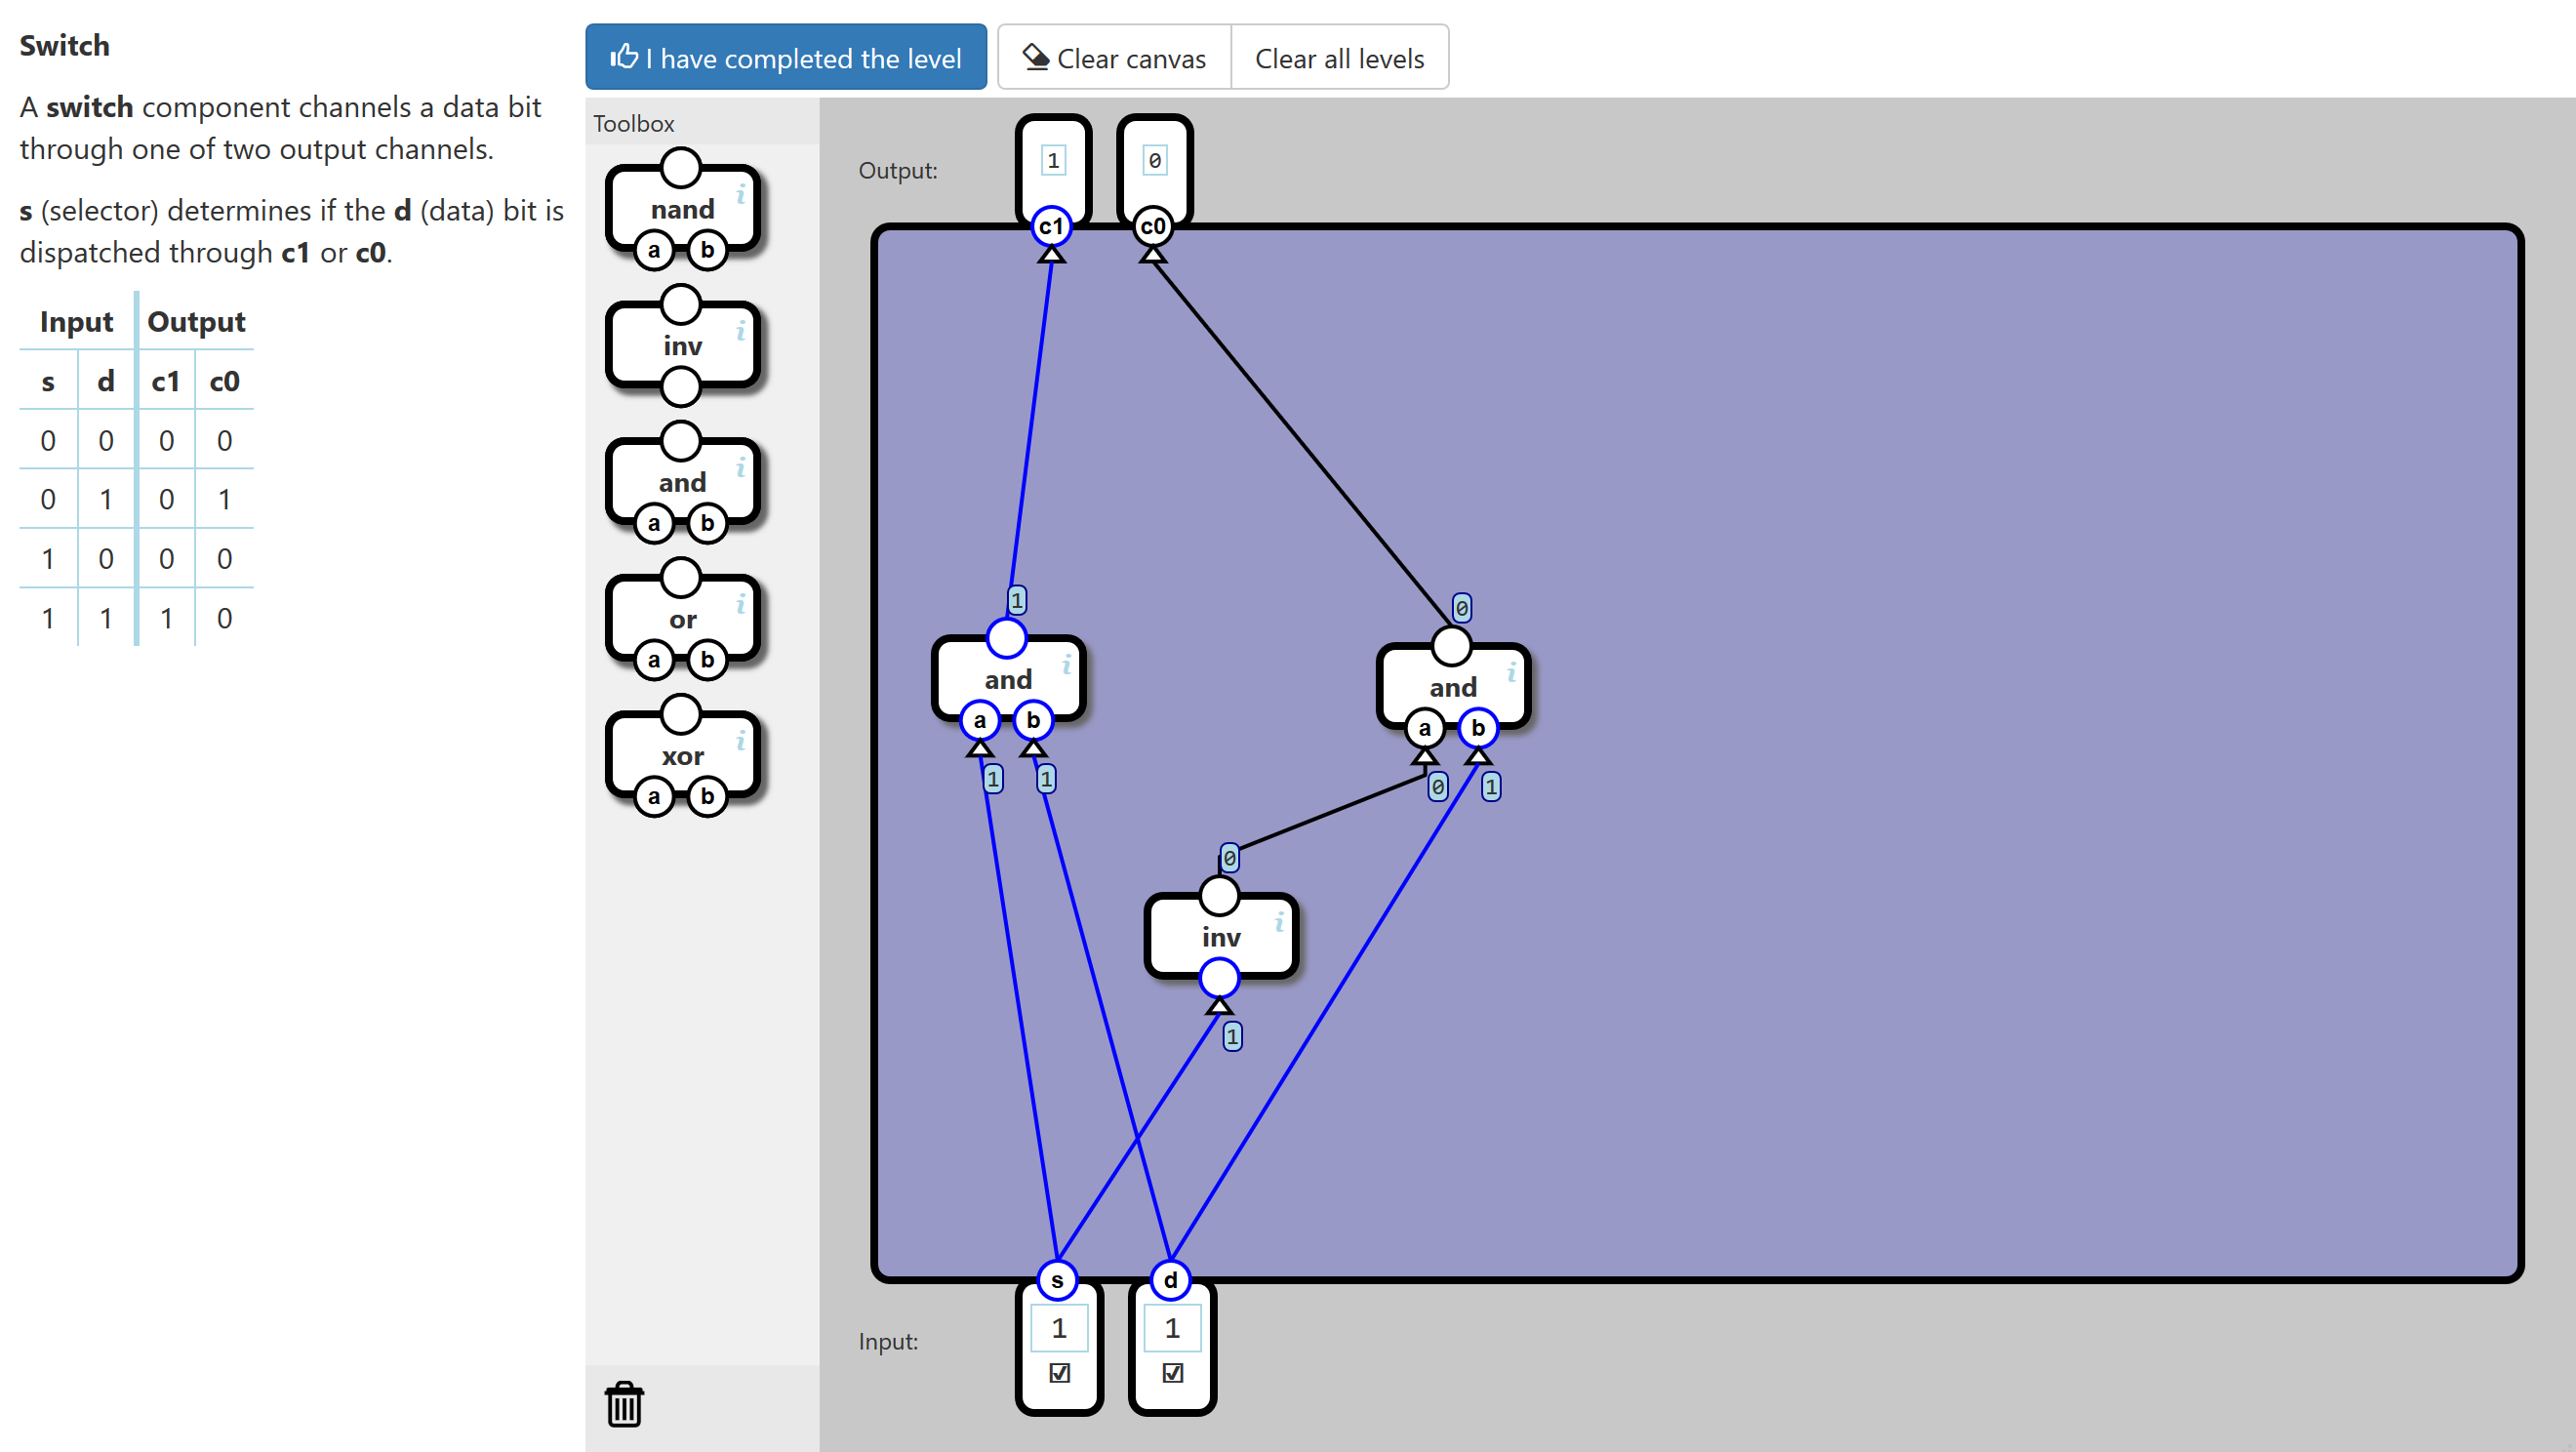 Switch
A switch component channels a data bit
through one of two output channels.
s (selector) determines if the d (data) bit is
dispatched through c1 or c0.
Input Output
s d c1 c0
0 0 0 0
0 1 0 1
1 0 0 0
1 1 1 0
I have completed the level
Clear canvas
Clear all levels
Toolbox
nand
i
a b
inv
i
and
i
a b
or
i
a b
xor
i
a b
Output:
1 0
c1 c0
1
and
i
a b
1 1
0
and
i
a b
0 1
0
inv
i
1
s d
Input:
1 1